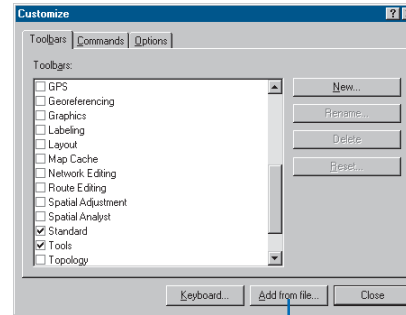 Customize
Toolbars Commands Options
Toolbars:
GPS
Georeferencing
Graphics
Labeling
Layout
Map Cache
Network Editing
Route Editing
Spatial Adjustment
Spatial Analyst
Standard
Tools
Topology
New...
Rename...
Delete
Reset...
Keyboard... Add from file... Close